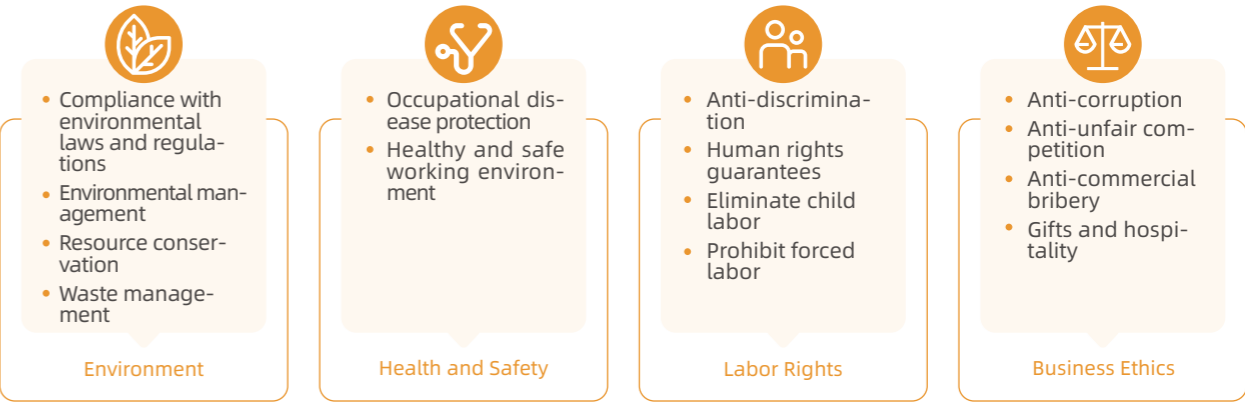 Compliance with
environmental
laws and regula-
tions
Environmental man-
agement
Resource conser-
vation
Waste manage-
ment
Environment
Occupational dis-
ease protection
Healthy and safe
working environ-
ment
Health and Safety
Anti-discrimina-
tion
Human rights
guarantees
Eliminate child
labor
Prohibit forced
labor
Labor Rights
Anti-corruption
Anti-unfair com-
petition
Anti-commercial
bribery
Gifts and hospi-
tality
Business Ethics